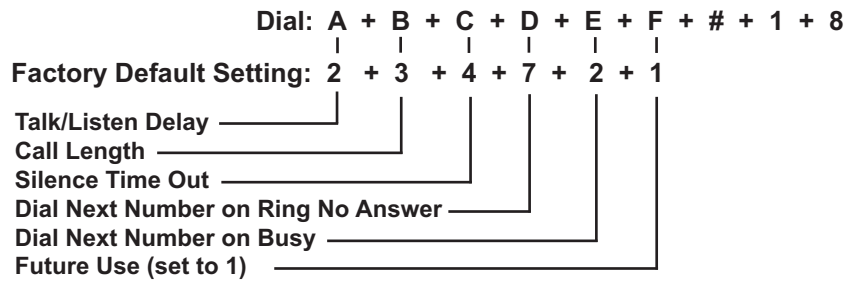 Dial: A + B + C + D + E + F + # + 1 + 8
Factory Default Setting: 2 + 3 + 4 + 7 + 2 + 1
Talk/Listen Delay
Call Length
Silence Time Out
Dial Next Number on Ring No Answer
Dial Next Number on Busy
Future Use (set to 1)